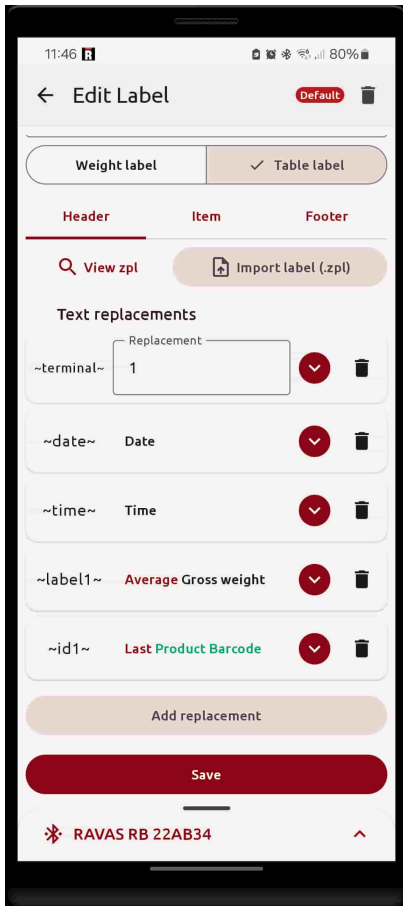 11:46 R 80%
Edit Label Default
Weight label Table label
Header Item Footer
View zpl Import label (.zpl)
Text replacements
Replacement
~terminal~ 1
~date~ Date
~time~ Time
~label1~ Average Gross weight
~id1~ Last Product Barcode
Add replacement
Save
RAVAS RB 22AB34